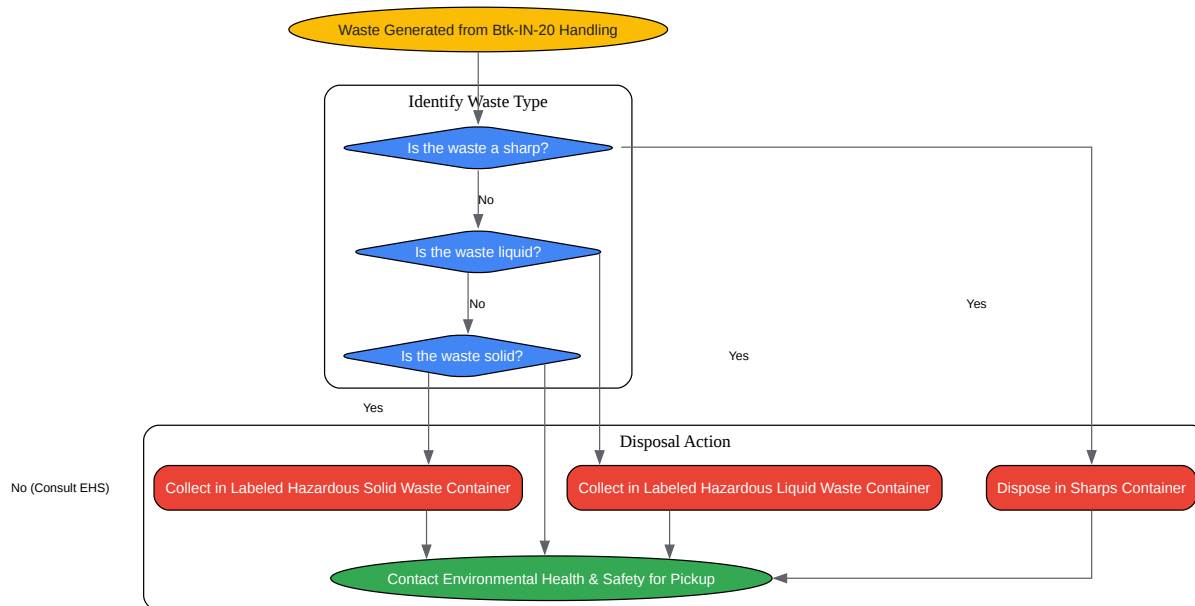 Waste Generated from Btk-IN-20 Handling
Identify Waste Type
Is the waste a sharp?
No
Is the waste liquid?
No
Yes
Is the waste solid?
Yes
Yes
Disposal Action
No (Consult EHS)
Collect in Labeled Hazardous Solid Waste Container
Collect in Labeled Hazardous Liquid Waste Container
Dispose in Sharps Container
Contact Environmental Health & Safety for Pickup